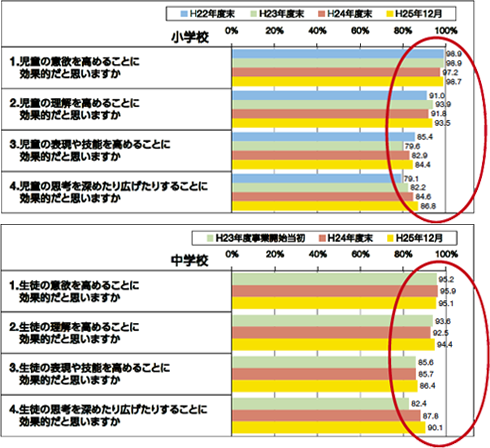 H22年度末 H23年度末 H24年度末 H25年12月
小学校
0% 20% 40% 60% 80% 100%
1.児童の意欲を高めることに
効果的だと思いますか
98.9
98.9
97.2
98.7
2.児童の理解を高めることに
効果的だと思いますか
91.0
93.9
91.8
93.5
3.児童の表現や技能を高めることに
効果的だと思いますか
85.4
79.6
82.9
84.4
4.児童の思考を深めたり広げたりすることに
効果的だと思いますか
79.1
82.2
84.6
86.8
H23年度事業開始当初 H24年度末 H25年12月
中学校
0% 20% 40% 60% 80% 100%
1.生徒の意欲を高めることに
効果的だと思いますか
95.2
95.9
95.1
2.生徒の理解を高めることに
効果的だと思いますか
93.6
92.5
94.4
3.生徒の表現や技能を高めることに
効果的だと思いますか
85.6
85.7
86.4
4.生徒の思考を深めたり広げたりすることに
効果的だと思いますか
82.4
87.8
90.1